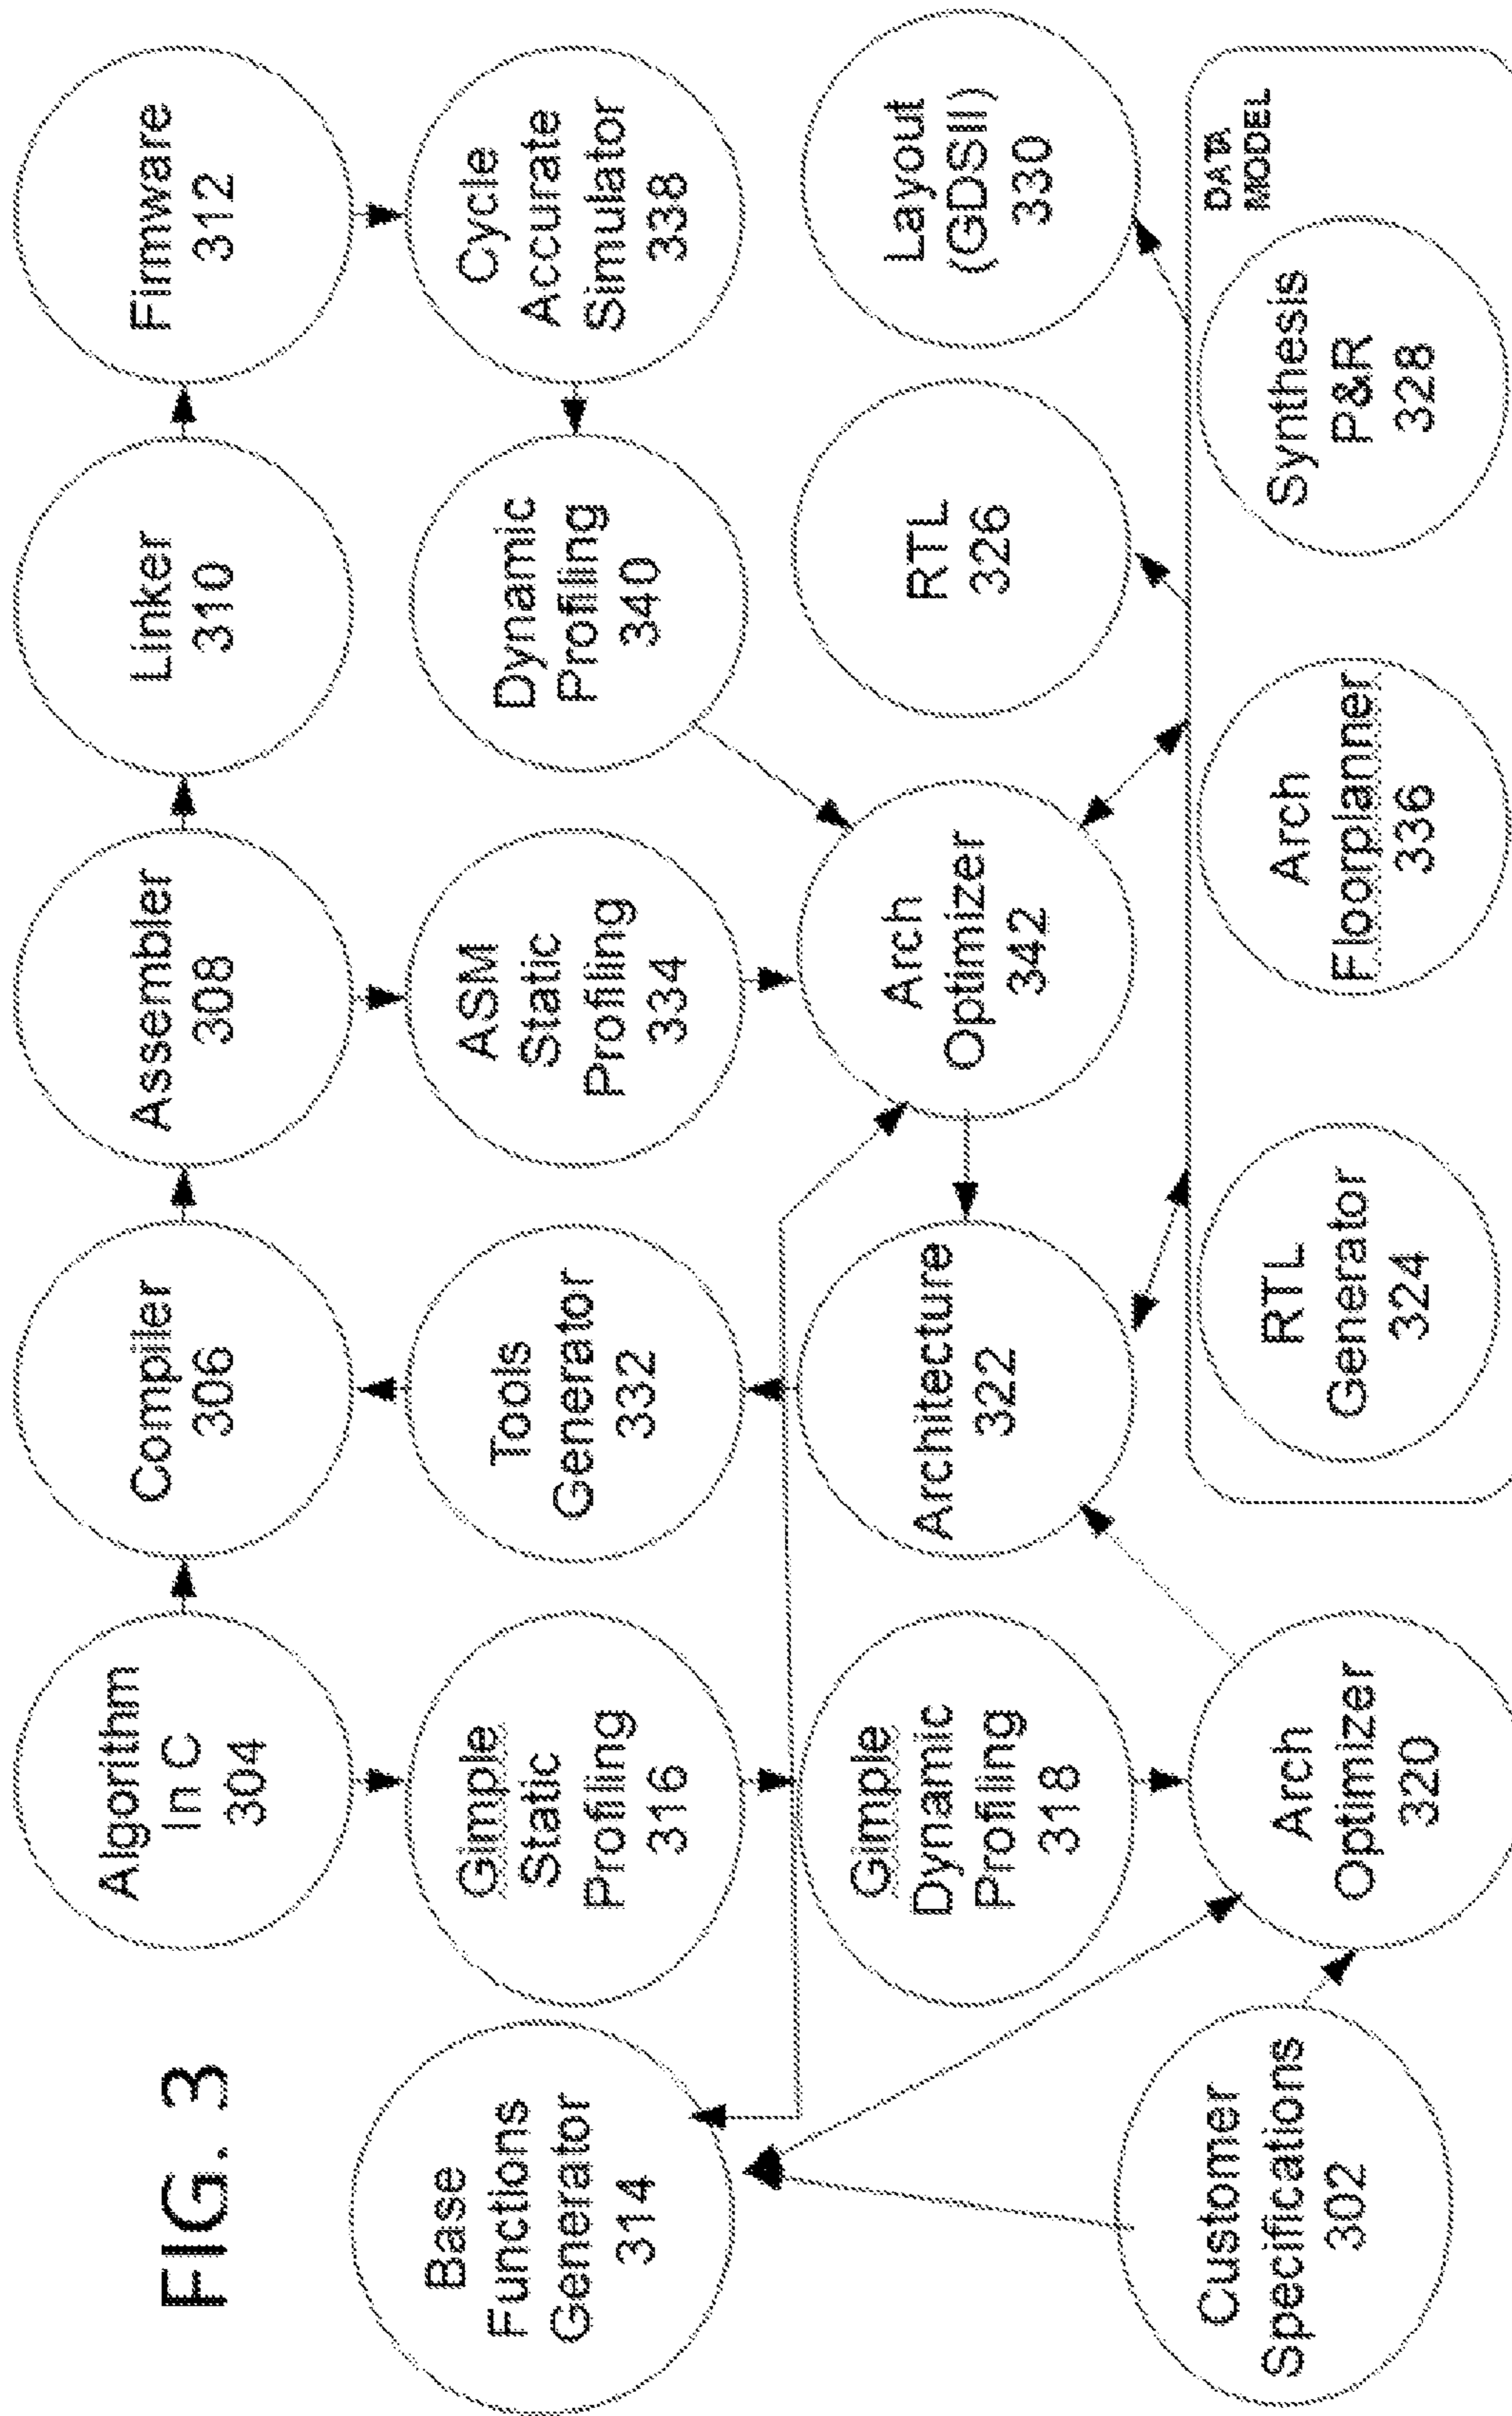 FIG. 3
Algorithm
In C
304
Compiler
306
Assembler
308
Linker
310
Firmware
312
Base
Functions
Generator
314
Gimple
Static
Profiling
316
Tools
Generator
332
ASM
Static
Profiling
334
Dynamic
Profiling
340
Cycle
Accurate
Simulator
338
Gimple
Dynamic
Profiling
318
Architecture
322
Arch
Optimizer
342
RTL
326
Layout
(GDSII)
330
Customer
Specifications
302
Arch
Optimizer
320
RTL
Generator
324
Arch
Floorplanner
336
Synthesis
P&R
328
DATA
MODEL